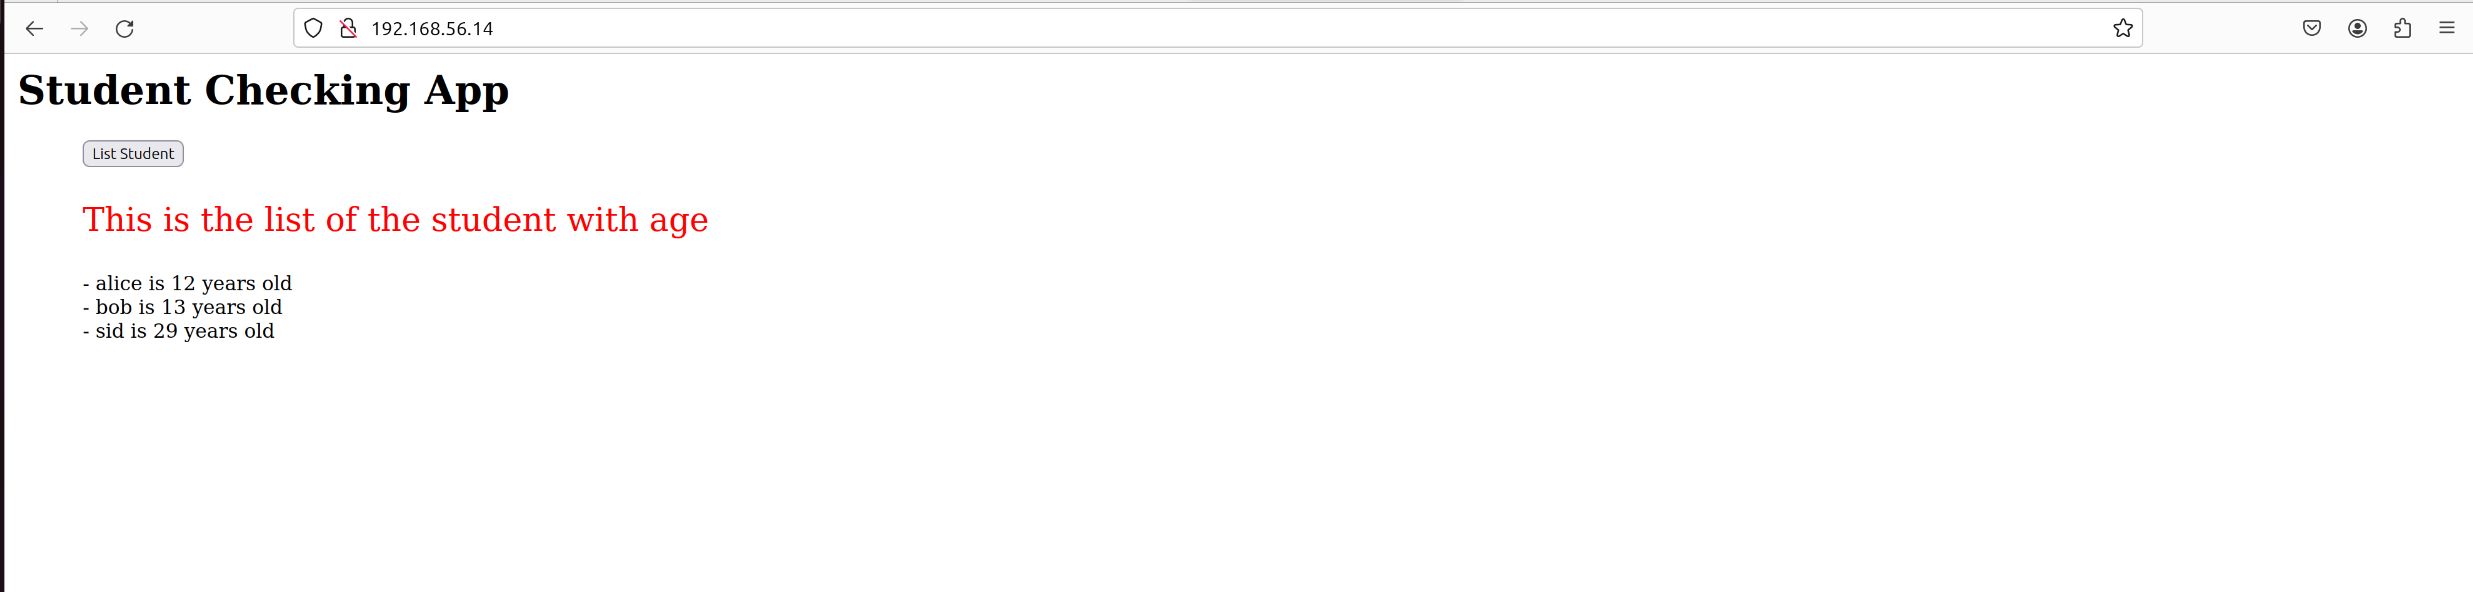 192.168.56.14
Student Checking App
List Student
This is the list of the student with age
- alice is 12 years old
- bob is 13 years old
- sid is 29 years old